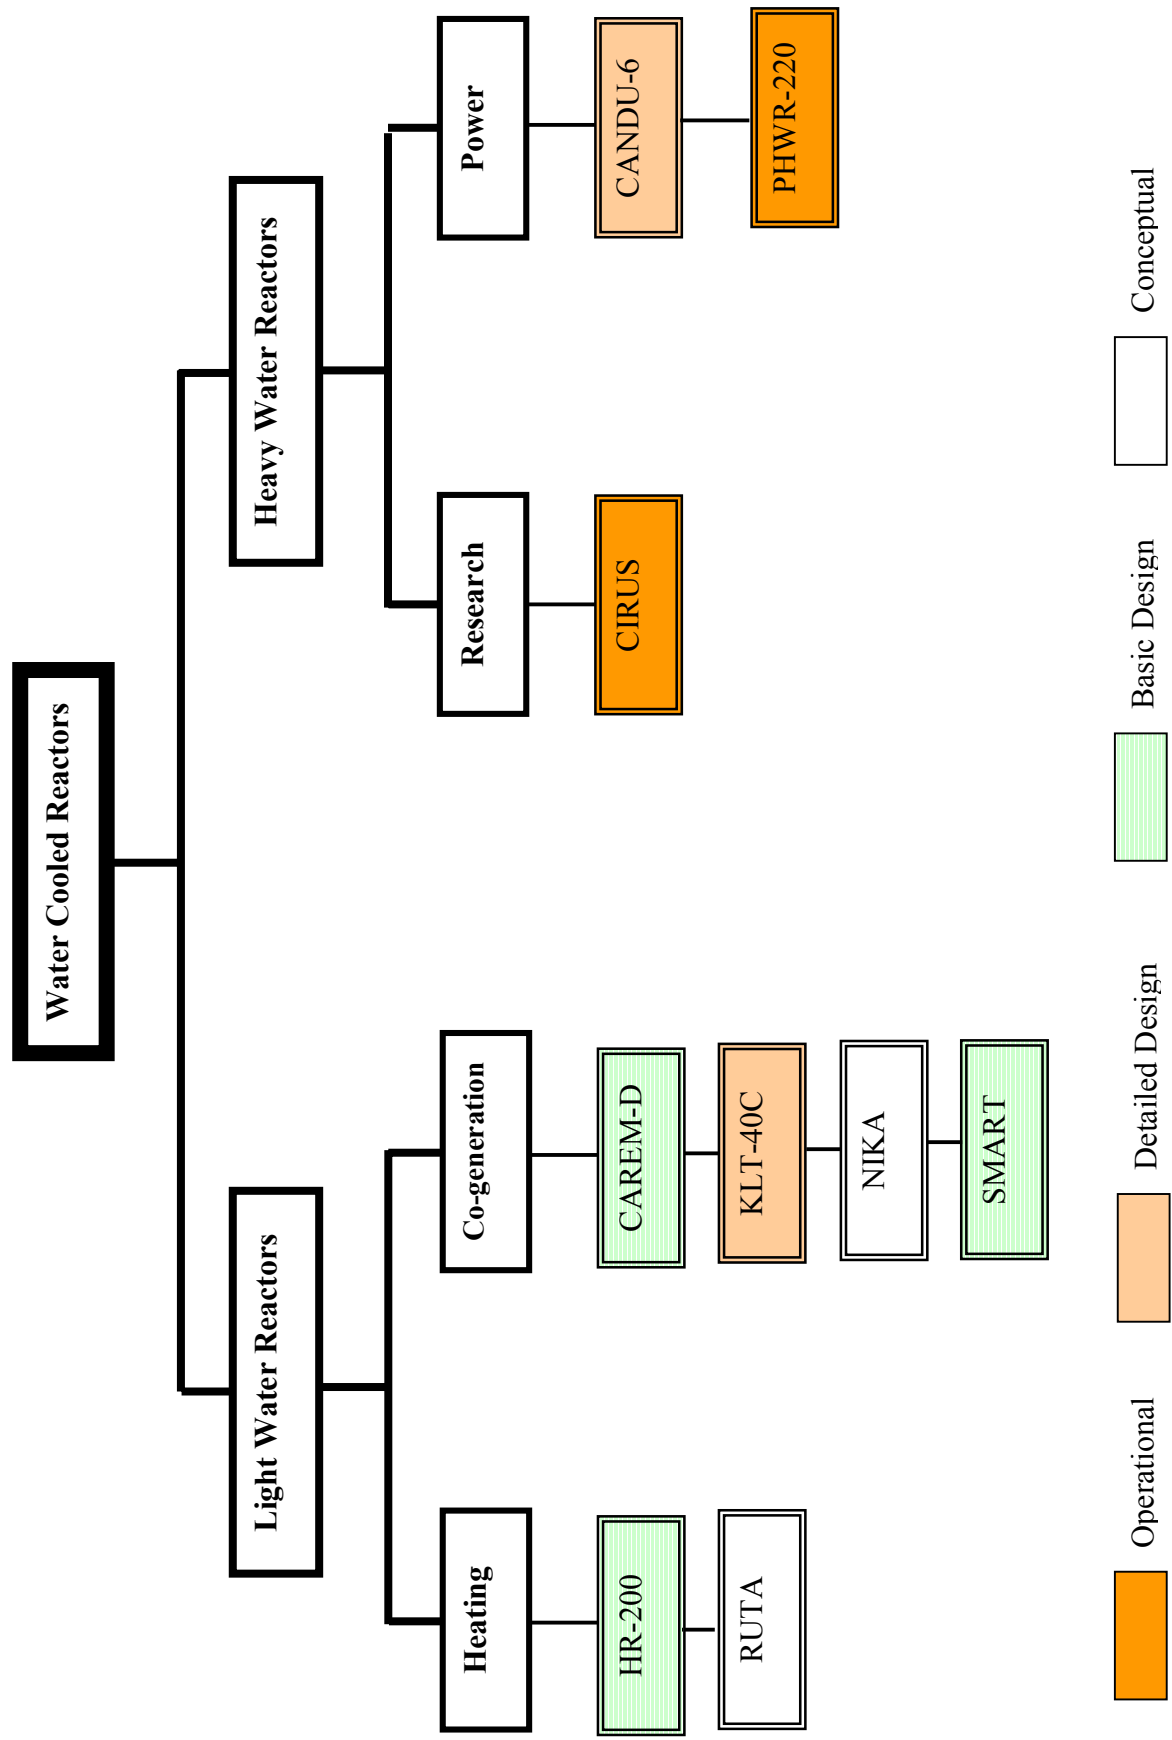 Water Cooled Reactors
Light Water Reactors
Heavy Water Reactors
Heating
Co-generation
Research
Power
HR-200
CAREM-D
CIRUS
CANDU-6
RUTA
KLT-40C
PHWR-220
NIKA
SMART
Operational
Detailed Design
Basic Design
Conceptual